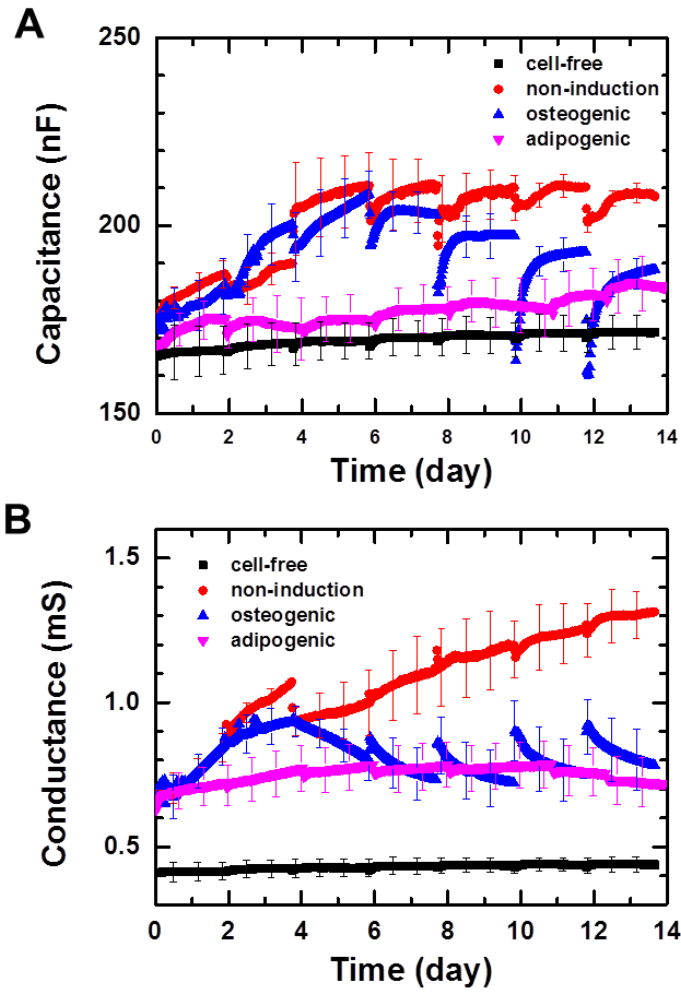 A
250
200
150
Capacitance (nF)
cell-free
non-induction
osteogenic
adipogenic
0 2 4 6 8 10 12 14
Time (day)
B
1.5
1.0
0.5
Conductance (mS)
cell-free
non-induction
osteogenic
adipogenic
0 2 4 6 8 10 12 14
Time (day)